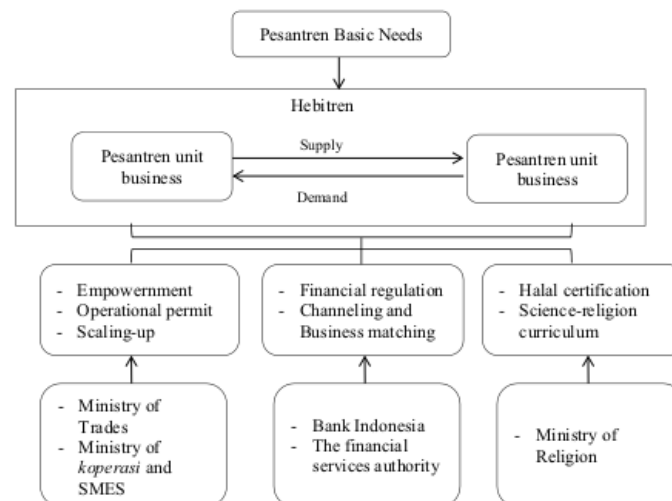 Pesantren Basic Needs
Hebitren
Pesantren unit
business
Supply
Demand
Pesantren unit
business
- Empowernment
- Operational permit
- Scaling-up
- Financial regulation
- Channeling and
Business matching
- Halal certification
- Science-religion
curriculum
- Ministry of
Trades
- Ministry of
koperasi and
SMES
- Bank Indonesia
- The financial
services authority
- Ministry of
Religion